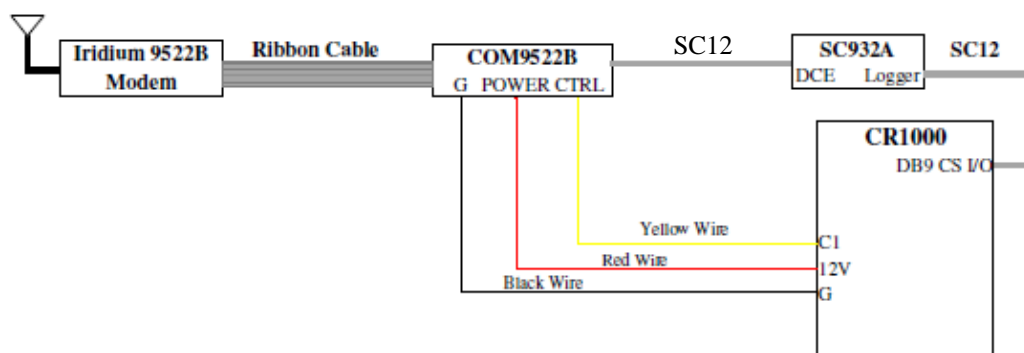 Iridium 9522B
Modem
Ribbon Cable
COM9522B
G POWER CTRL
SC12
SC932A
DCE Logger
SC12
CR1000
DB9 CS I/O
Yellow Wire
C1
Red Wire
12V
Black Wire
G